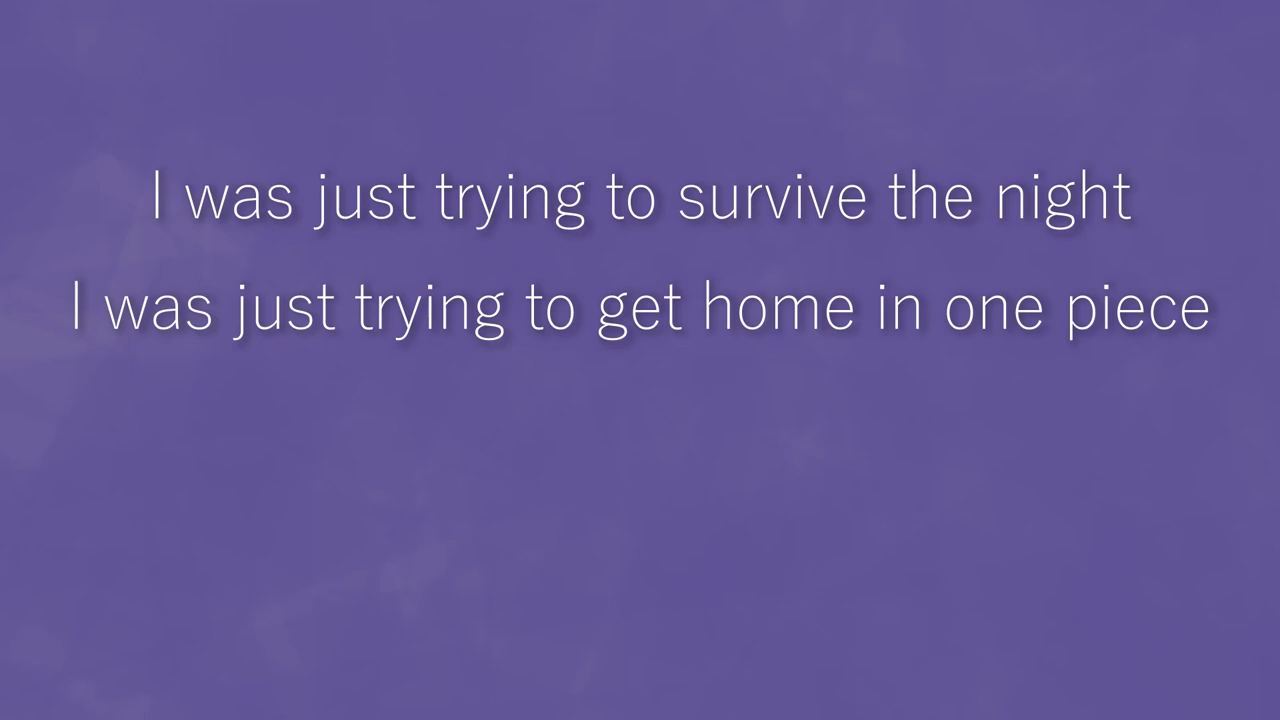 I was just trying to survive the night
I was just trying to get home in one piece